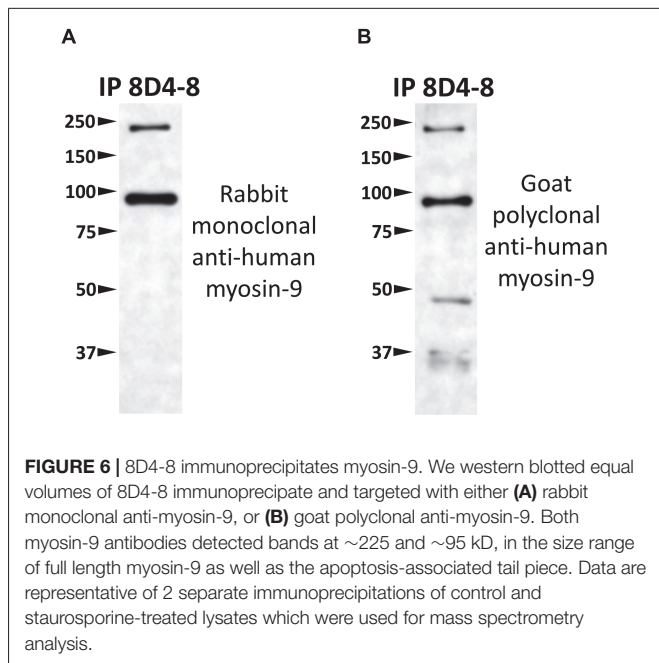 A
B
IP 8D4-8
IP 8D4-8
250
150
100
75
50
37
Rabbit
monoclonal
anti-human
myosin-9
250
150
100
75
50
37
Goat
polyclonal
anti-human
myosin-9
FIGURE 6 | 8D4-8 immunoprecipitates myosin-9. We western blotted equal
volumes of 8D4-8 immunoprecipate and targeted with either (A) rabbit
monoclonal anti-myosin-9, or (B) goat polyclonal anti-myosin-9. Both
myosin-9 antibodies detected bands at ∼225 and ∼95 kD, in the size range
of full length myosin-9 as well as the apoptosis-associated tail piece. Data are
representative of 2 separate immunoprecipitations of control and
staurosporine-treated lysates which were used for mass spectrometry
analysis.